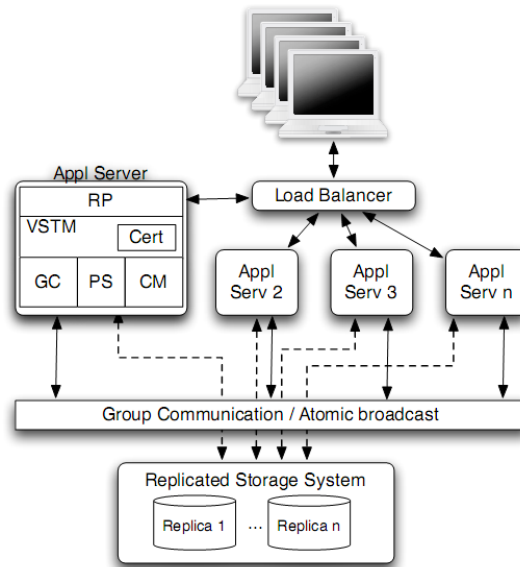 Appl Server
RP
VSTM
Cert
GC PS CM
Load Balancer
Appl
Serv 2
Appl
Serv 3
Appl
Serv n
Group Communication / Atomic broadcast
Replicated Storage System
Replica 1 ... Replica n